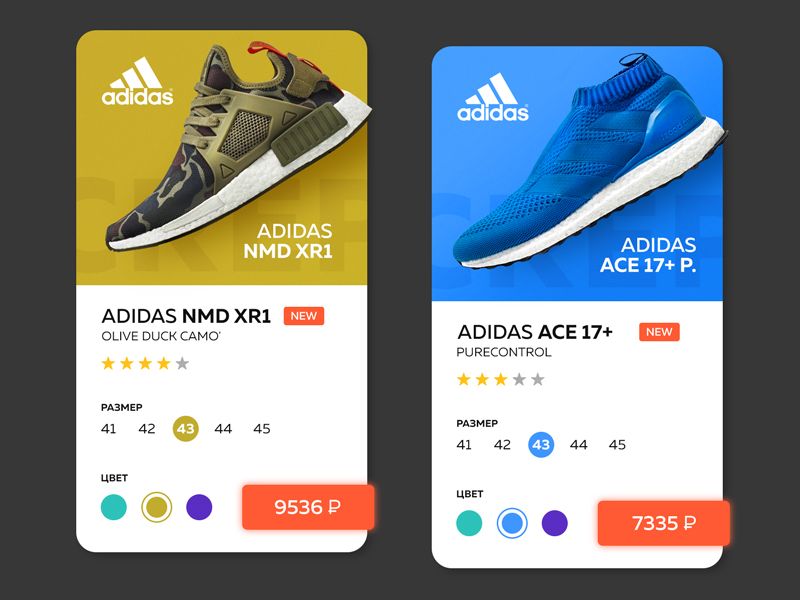 adidas
ADIDAS
NMD XR1
ADIDAS NMD XR1 NEW
OLIVE DUCK CAMO'
РАЗМЕР
41 42 43 44 45
ЦВЕТ
9536 ₽
adidas
ADIDAS
ACE 17+ P.
ADIDAS ACE 17+ NEW
PURECONTROL
РАЗМЕР
41 42 43 44 45
ЦВЕТ
7335 ₽